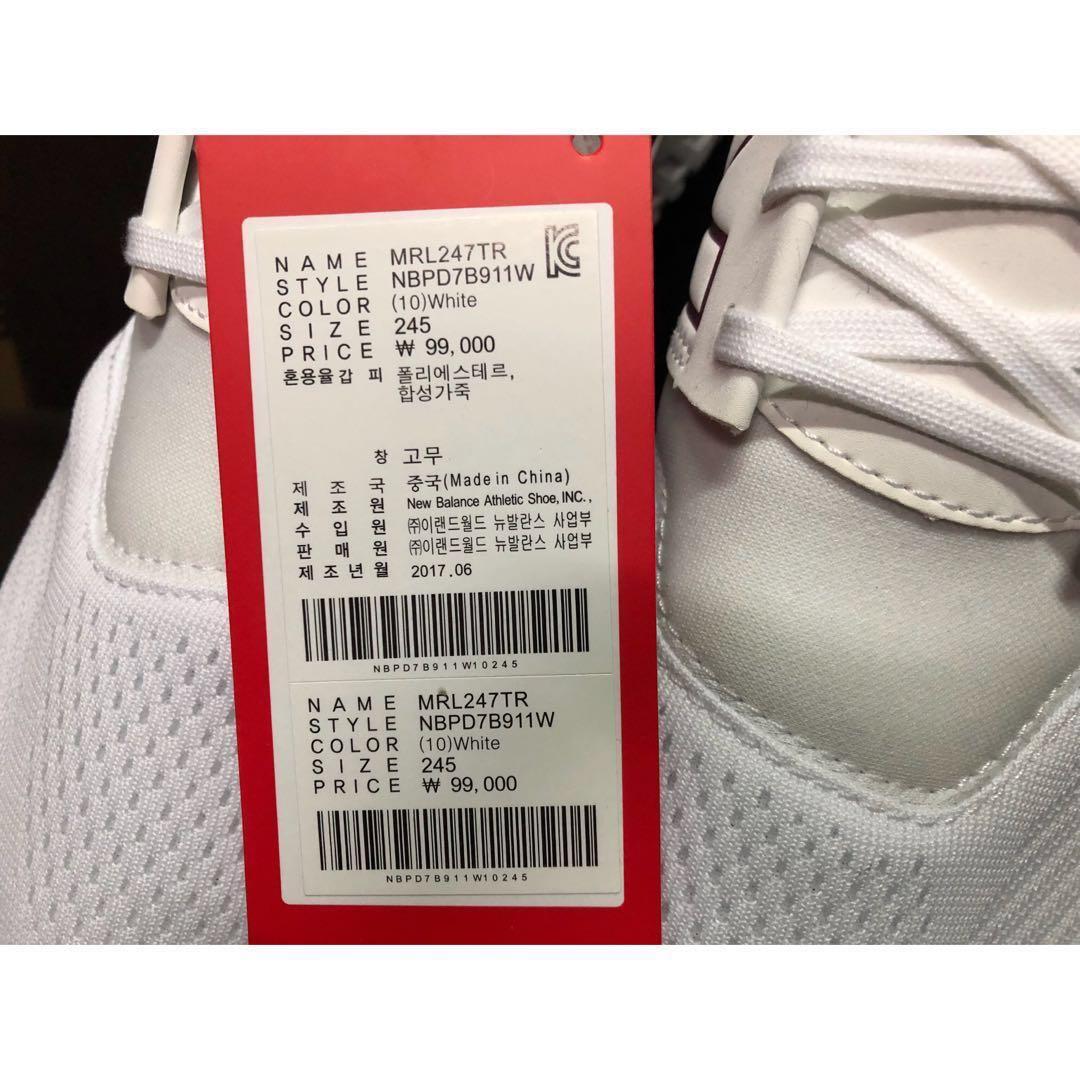 NAME MRL247TR
STYLE NBPD7B911W
COLOR (10)White
SIZE 245
PRICE ₩ 99,000
혼용율갑 피 폴리에스테르,
합성가죽
창 고무
제 조 국 중국(Made in China)
제 조 원 New Balance Athletic Shoe, INC.,
수 입 원 ㈜이랜드월드 뉴발란스 사업부
판 매 원 ㈜이랜드월드 뉴발란스 사업부
제조년월 2017.06
NBPD7B911W10245
NAME MRL247TR
STYLE NBPD7B911W
COLOR (10)White
SIZE 245
PRICE ₩ 99,000
NBPD7B911W10245